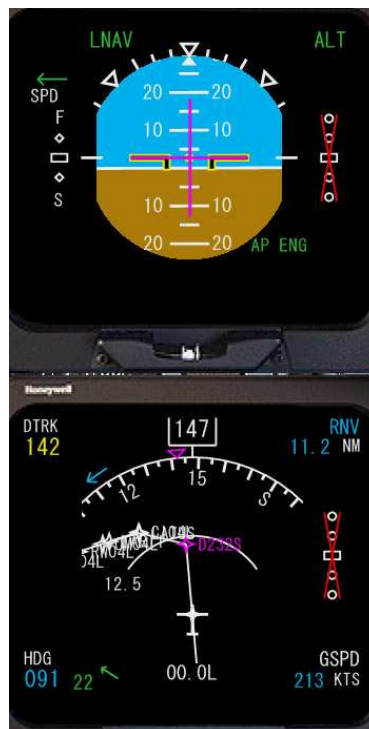 LNAV ALT
SPD
F
20 20
10 10
S
10 10
20 20
AP ENG
Honeywell
DTRK
142
147
RNV
11.2 NM
12
15
S
D232S
12.5
HDG
091
22
00.0L
GSPD
213 KTS